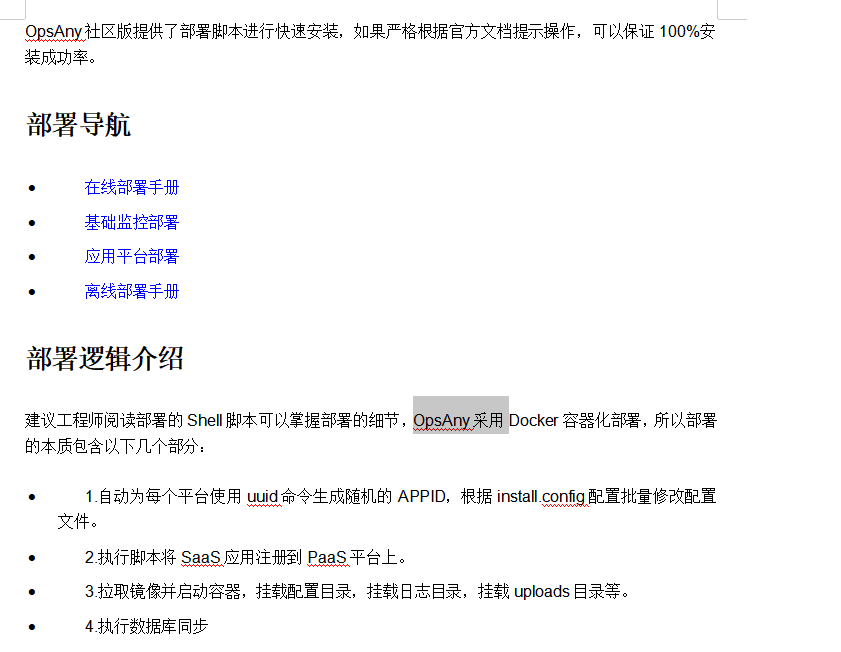 OpsAny社区版提供了部署脚本进行快速安装，如果严格根据官方文档提示操作，可以保证 100%安
装成功率。
部署导航
• 在线部署手册
• 基础监控部署
• 应用平台部署
• 离线部署手册
部署逻辑介绍
建议工程师阅读部署的 Shell 脚本可以掌握部署的细节，OpsAny 采用 Docker 容器化部署，所以部署
的本质包含以下几个部分：
• 1.自动为每个平台使用 uuid 命令生成随机的 APPID，根据 install.config 配置批量修改配置
文件。
• 2.执行脚本将 SaaS 应用注册到 PaaS 平台上。
• 3.拉取镜像并启动容器，挂载配置目录，挂载日志目录，挂载 uploads 目录等。
• 4.执行数据库同步